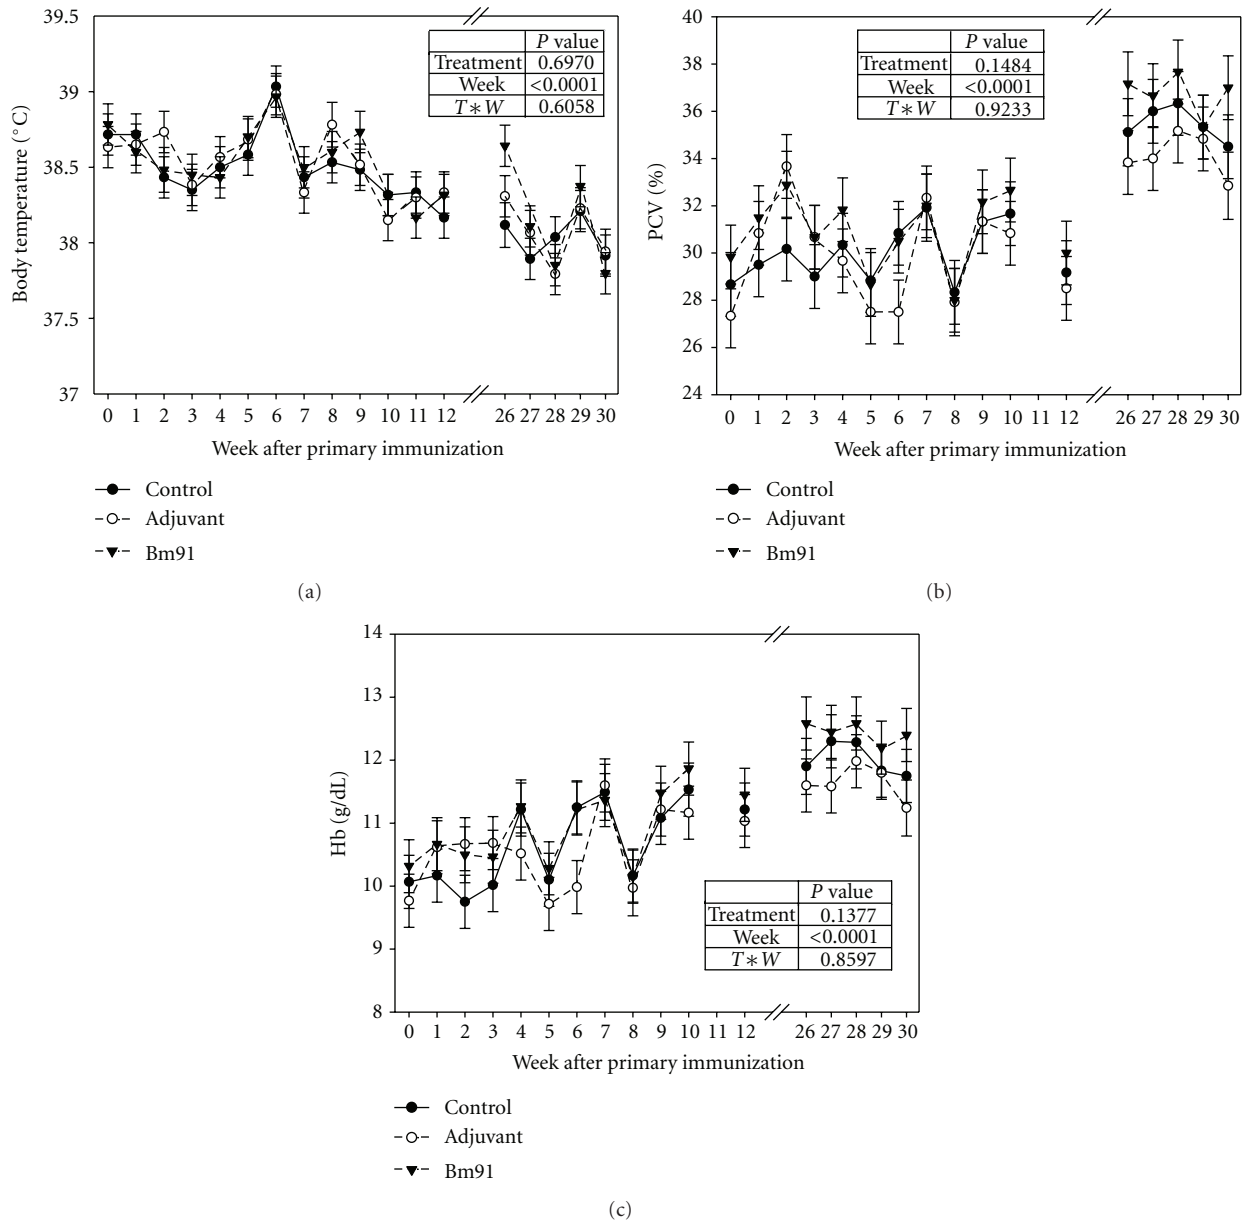 39.5
39
38.5
38
37.5
37
Body temperature (°C)
P value
Treatment 0.6970
Week <0.0001
T∗W 0.6058
0 1 2 3 4 5 6 7 8 9 10 11 12 26 27 28 29 30
Week after primary immunization
Control
Adjuvant
Bm91
(a)
40
38
36
34
32
30
28
26
24
PCV (%)
P value
Treatment 0.1484
Week <0.0001
T∗W 0.9233
0 1 2 3 4 5 6 7 8 9 10 11 12 26 27 28 29 30
Week after primary immunization
Control
Adjuvant
Bm91
(b)
14
13
12
11
10
9
8
Hb (g/dL)
P value
Treatment 0.1377
Week <0.0001
T∗W 0.8597
0 1 2 3 4 5 6 7 8 9 10 11 12 26 27 28 29 30
Week after primary immunization
Control
Adjuvant
Bm91
(c)